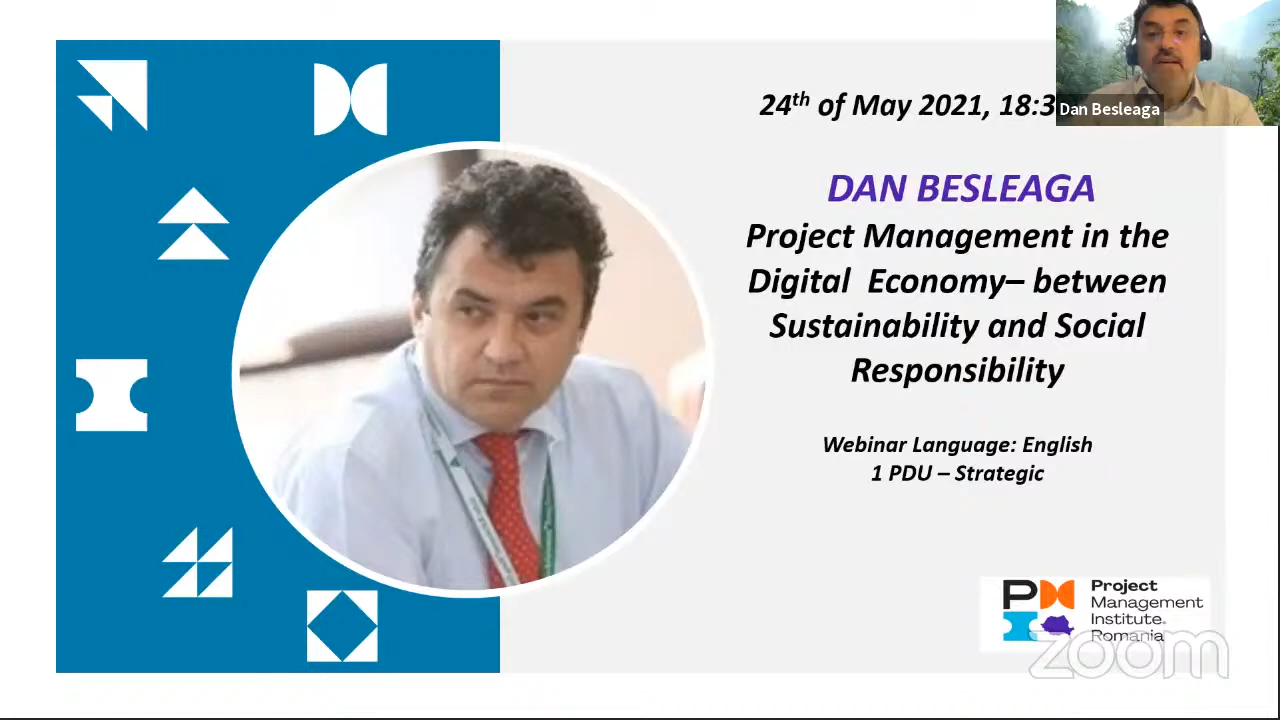 24th of May 2021, 18:3
Dan Besleaga
DAN BESLEAGA
Project Management in the
Digital Economy– between
Sustainability and Social
Responsibility
Webinar Language: English
1 PDU – Strategic
Project
Management
Institute.
Romania
zoom